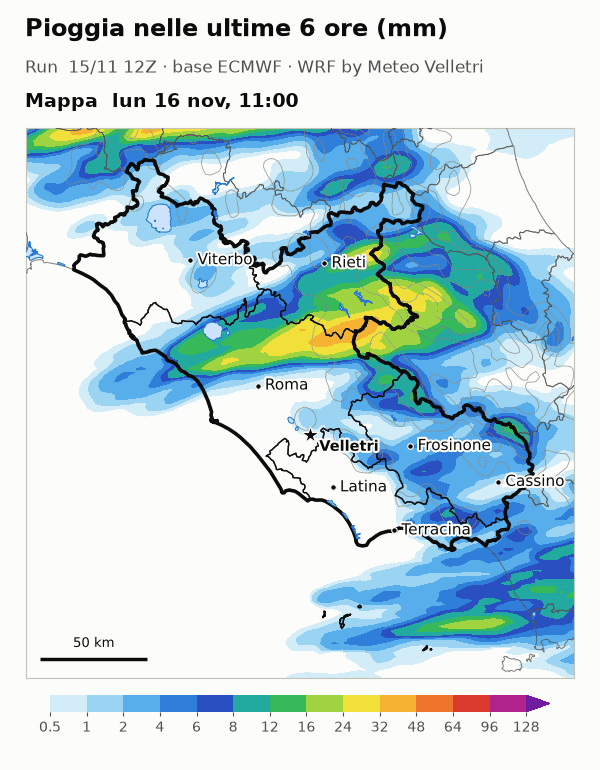 Pioggia nelle ultime 6 ore (mm)
Run  15/11 12Z · base ECMWF · WRF by Meteo Velletri
Mappa  lun 16 nov, 11:00
Viterbo
Rieti
Roma
Velletri
Frosinone
Cassino
Latina
Terracina
50 km
0.5 1 2 4 6 8 12 16 24 32 48 64 96 128